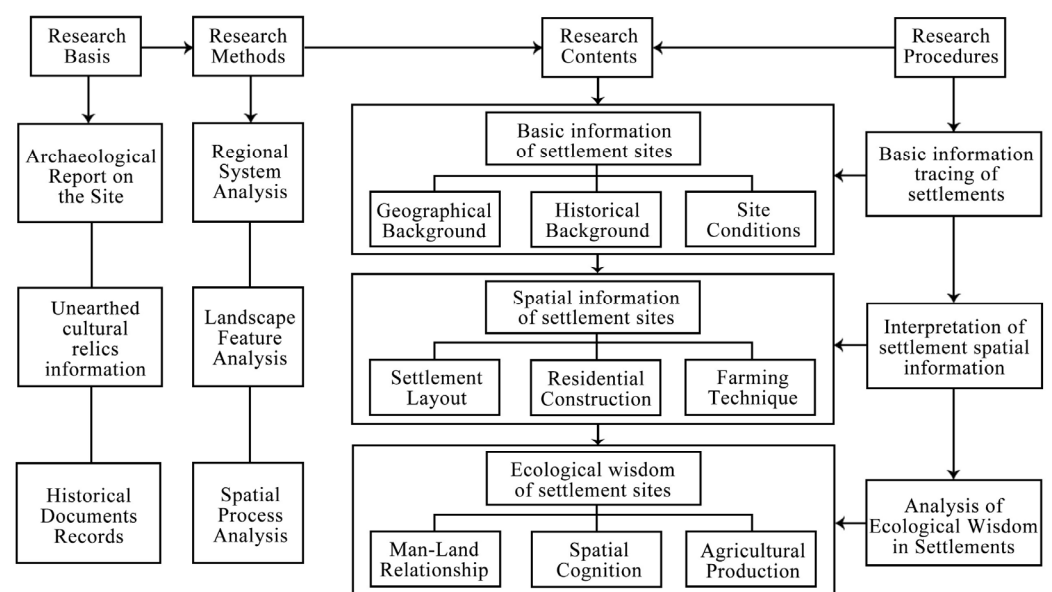 Research
Basis
Research
Methods
Research
Contents
Research
Procedures
Archaeological
Report on
the Site
Unearthed
cultural
relics
information
Historical
Documents
Records
Regional
System
Analysis
Landscape
Feature
Analysis
Spatial
Process
Analysis
Basic information
of settlement sites
Geographical
Background
Historical
Background
Site
Conditions
Spatial information
of settlement sites
Settlement
Layout
Residential
Construction
Farming
Technique
Ecological wisdom
of settlement sites
Man-Land
Relationship
Spatial
Cognition
Agricultural
Production
Basic information
tracing of
settlements
Interpretation of
settlement spatial
information
Analysis of
Ecological Wisdom
in Settlements